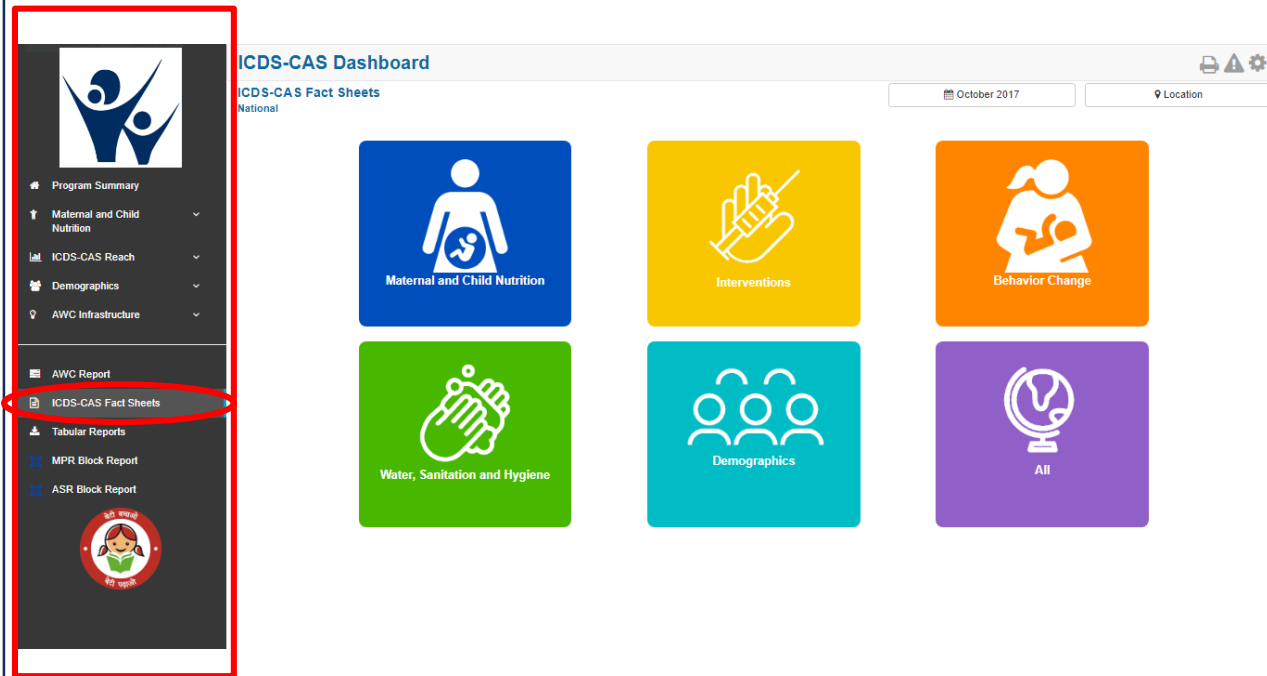 Program Summary
Maternal and Child
Nutrition
ICDS-CAS Reach
Demographics
AWC Infrastructure
AWC Report
ICDS-CAS Fact Sheets
Tabular Reports
MPR Block Report
ASR Block Report
बेटी बचाओ
बेटी पढ़ाओ
ICDS-CAS Dashboard
ICDS-CAS Fact Sheets
National
October 2017
Location
Maternal and Child Nutrition
Interventions
Behavior Change
Water, Sanitation and Hygiene
Demographics
All